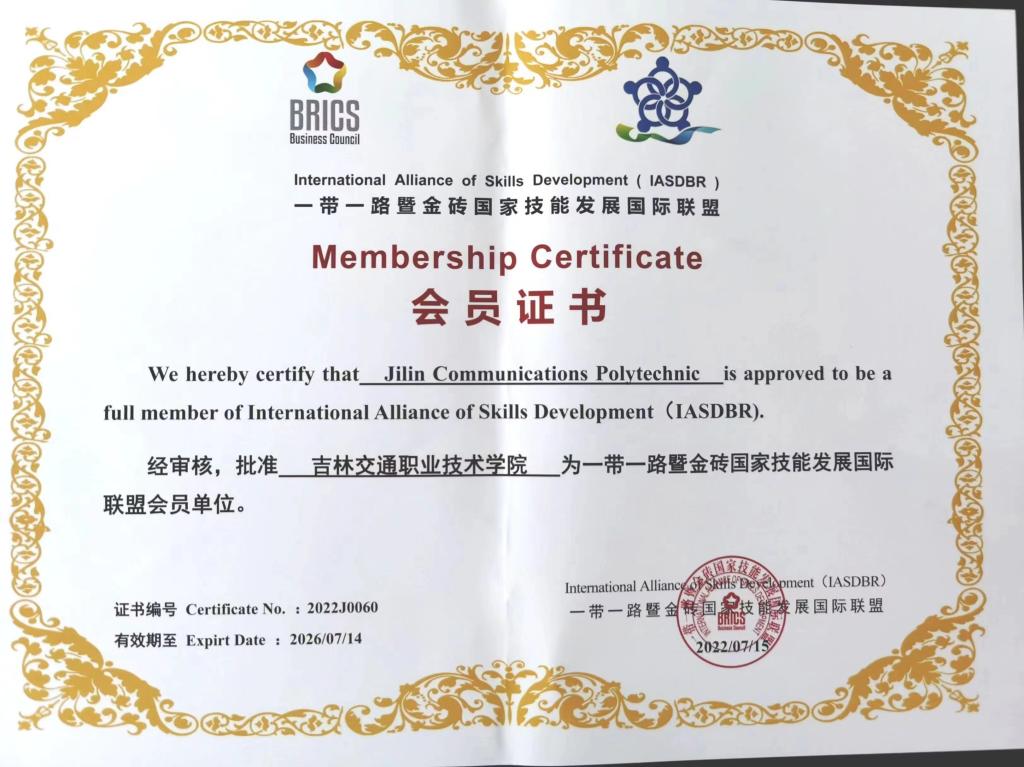 BRICS
Business Council
International Alliance of Skills Development ( IASDBR )
一带一路暨金砖国家技能发展国际联盟
Membership Certificate
会员证书
We hereby certify that Jilin Communications Polytechnic is approved to be a
full member of International Alliance of Skills Development（IASDBR).
经审核，批准 吉林交通职业技术学院 为一带一路暨金砖国家技能发展国际
联盟会员单位。
International Alliance of Skills Development（IASDBR）
一带一路暨金砖国家技能发展国际联盟
证书编号 Certificate No. : 2022J0060
有效期至 Expirt Date : 2026/07/14
BRICS
Business Council
2022/07/15